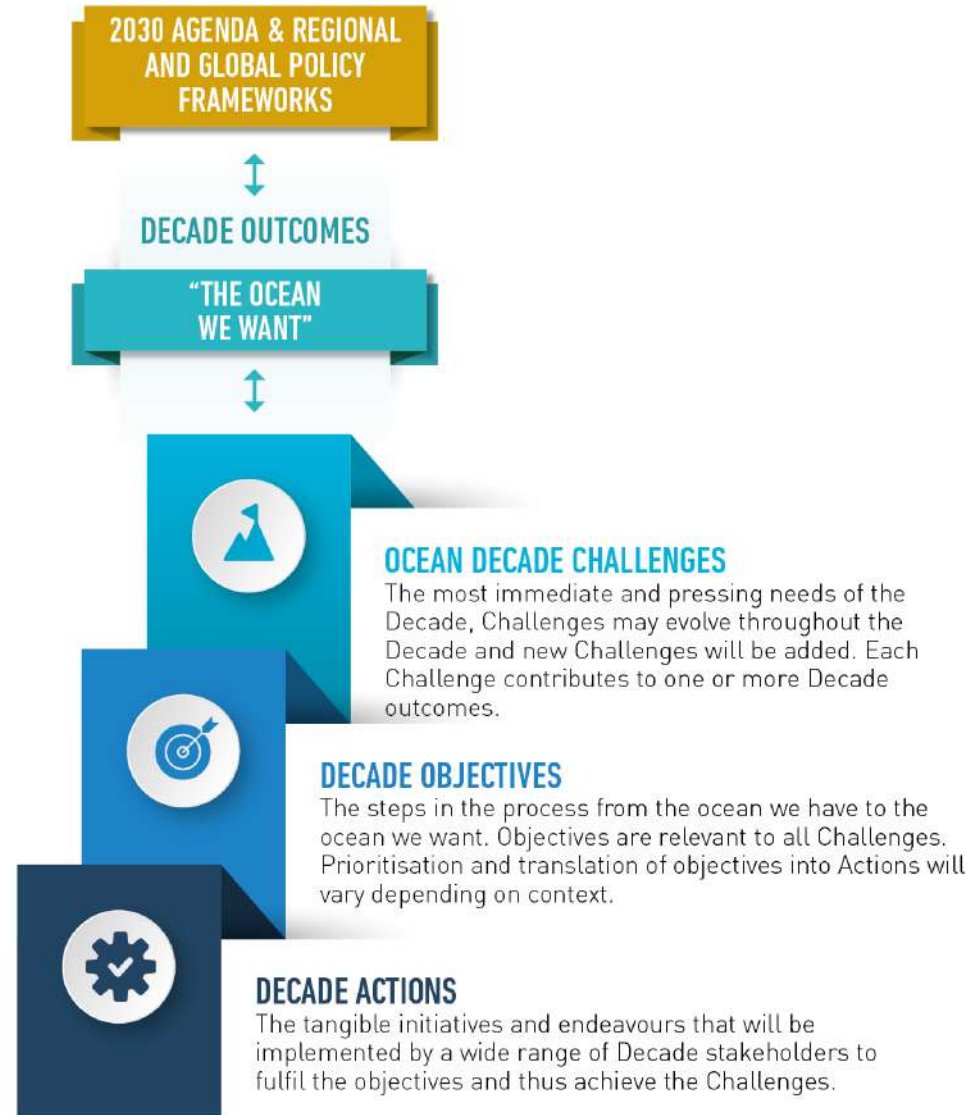 2030 AGENDA & REGIONAL
AND GLOBAL POLICY
FRAMEWORKS
DECADE OUTCOMES
“THE OCEAN
WE WANT”
OCEAN DECADE CHALLENGES
The most immediate and pressing needs of the
Decade, Challenges may evolve throughout the
Decade and new Challenges will be added. Each
Challenge contributes to one or more Decade
outcomes.
DECADE OBJECTIVES
The steps in the process from the ocean we have to the
ocean we want. Objectives are relevant to all Challenges.
Prioritisation and translation of objectives into Actions will
vary depending on context.
DECADE ACTIONS
The tangible initiatives and endeavours that will be
implemented by a wide range of Decade stakeholders to
fulfil the objectives and thus achieve the Challenges.